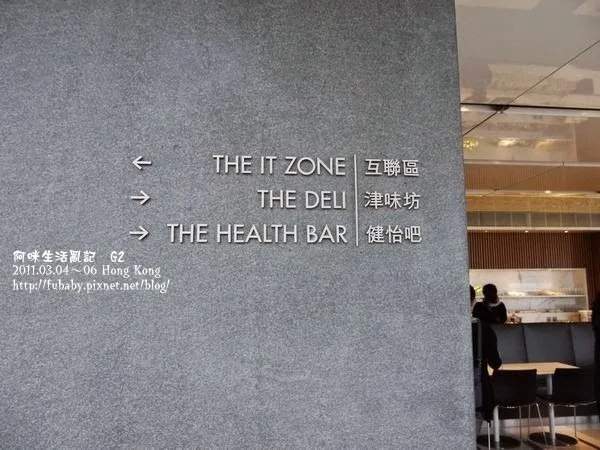 ← THE IT ZONE 互聯區
→ THE DELI 津味坊
→ THE HEALTH BAR 健怡吧
阿咪生活亂記 G2
2011.03.04~06 Hong Kong
http://fubaby.pixnet.net/blog/